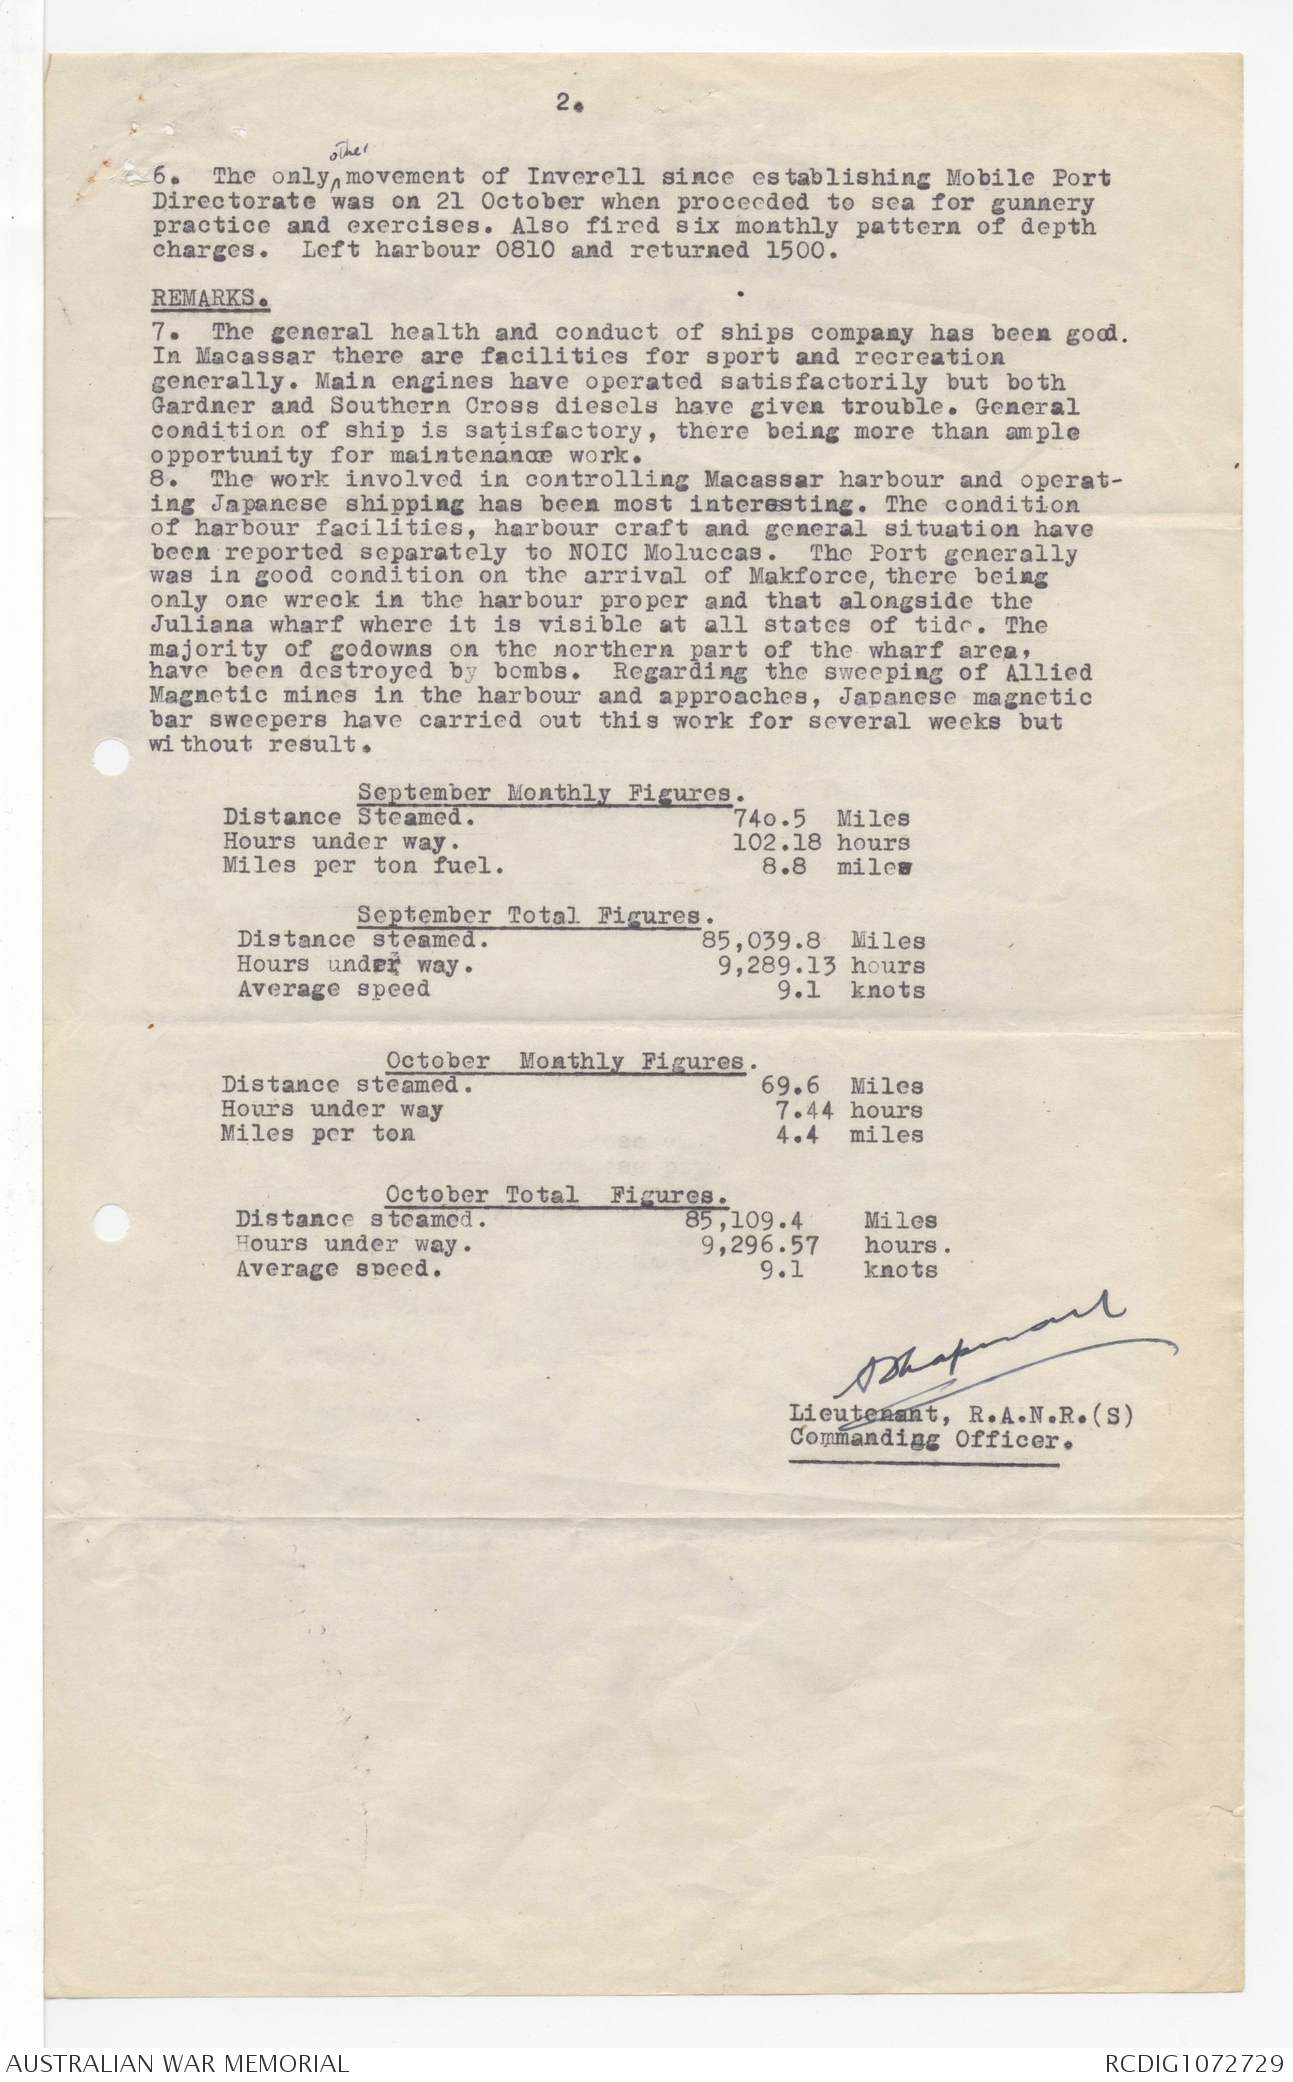 2.
other
6.  The only, movement of Inverell since establishing Mobile Port
Directorate was on 21 October when proceeded to sea for gunnery
practice and exercises. Also fired six monthly pattern of depth
charges.  Left harbour 0810 and returned 1500.
REMARKS.
7.  The general health and conduct of ships company has been good.
In Macassar there are facilities for sport and recreation
generally. Main engines have operated satisfactorily but both
Gardner and Southern Cross diesels have given trouble. General
condition of ship is satisfactory, there being more than ample
opportunity for maintenance work.
8.  The work involved in controlling Macassar harbour and operat-
ing Japanese shipping has been most interesting. The condition
of harbour facilities, harbour craft and general situation have
been reported separately to NOIC Moluccas.  The Port generally
was in good condition on the arrival of Makforce, there being
only one wreck in the harbour proper and that alongside the
Juliana wharf where it is visible at all states of tide. The
majority of godowns on the northern part of the wharf area,
have been destroyed by bombs.  Regarding the sweeping of Allied
Magnetic mines in the harbour and approaches, Japanese magnetic
bar sweepers have carried out this work for several weeks but
without result.
September Monthly Figures.
Distance Steamed. 740.5 Miles
Hours under way. 102.18 hours
Miles per ton fuel. 8.8 miles
September Total Figures.
Distance steamed. 85,039.8 Miles
Hours under way. 9,289.13 hours
Average speed 9.1 knots
October Monthly Figures.
Distance steamed. 69.6 Miles
Hours under way 7.44 hours
Miles per ton 4.4 miles
October Total Figures.
Distance steamed. 85,109.4 Miles
Hours under way. 9,296.57 hours.
Average speed. 9.1 knots
Lieutenant, R.A.N.R.(S)
Commanding Officer.
AUSTRALIAN WAR MEMORIAL
RCDIG1072729